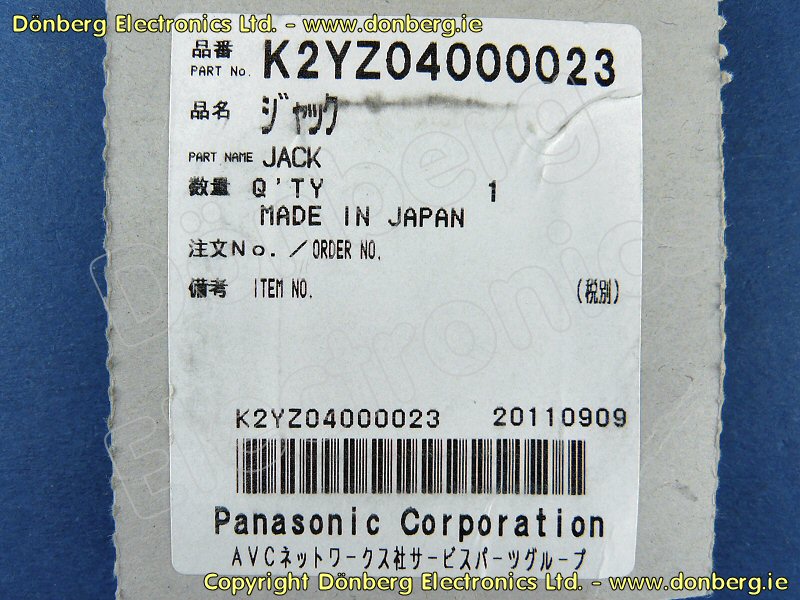 Dönberg Electronics Ltd. - www.dönberg.ie
品番
PART No. K2YZ04000023
品名 ジャック
PART NAME JACK
数量 Q'TY 1
MADE IN JAPAN
注文No. / ORDER NO.
備考 ITEM NO. (税別)
Dönberg
Electronics
K2YZ04000023 20110909
Panasonic Corporation
AVCネットワークス社サービスパーツグループ
Copyright Dönberg Electronics Ltd. - www.donberg.ie